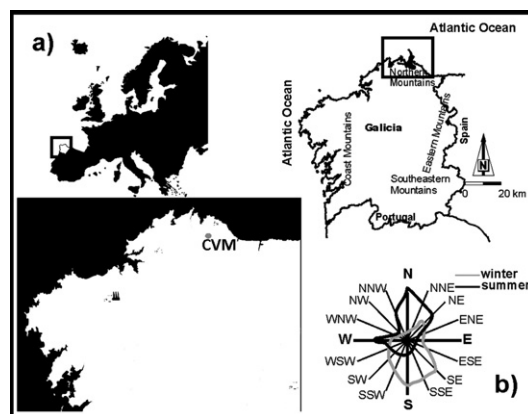 a)
Atlantic Ocean
Atlantic Ocean
Northern
Mountains
Coast Mountains
Galicia
Eastern Mountains
Spain
N
Southeastern
Mountains
0 20 km
Portugal
CVM
winter
summer
N
NNW
NNE
NW
NE
WNW
ENE
W
E
WSW
ESE
SW
SE
SSW
SSE
S
b)